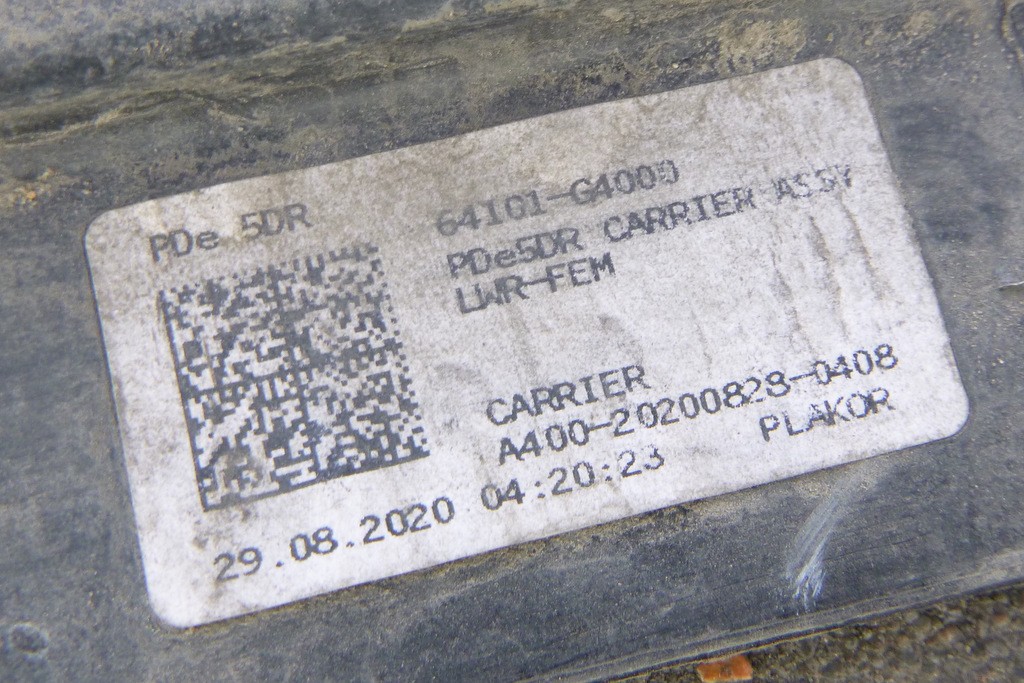 PDe 5DR
64101-G4000
PDe5DR CARRIER ASSY
LWR-FEM
CARRIER
A400-20200828-0408
PLAKOR
29.08.2020 04:20:23